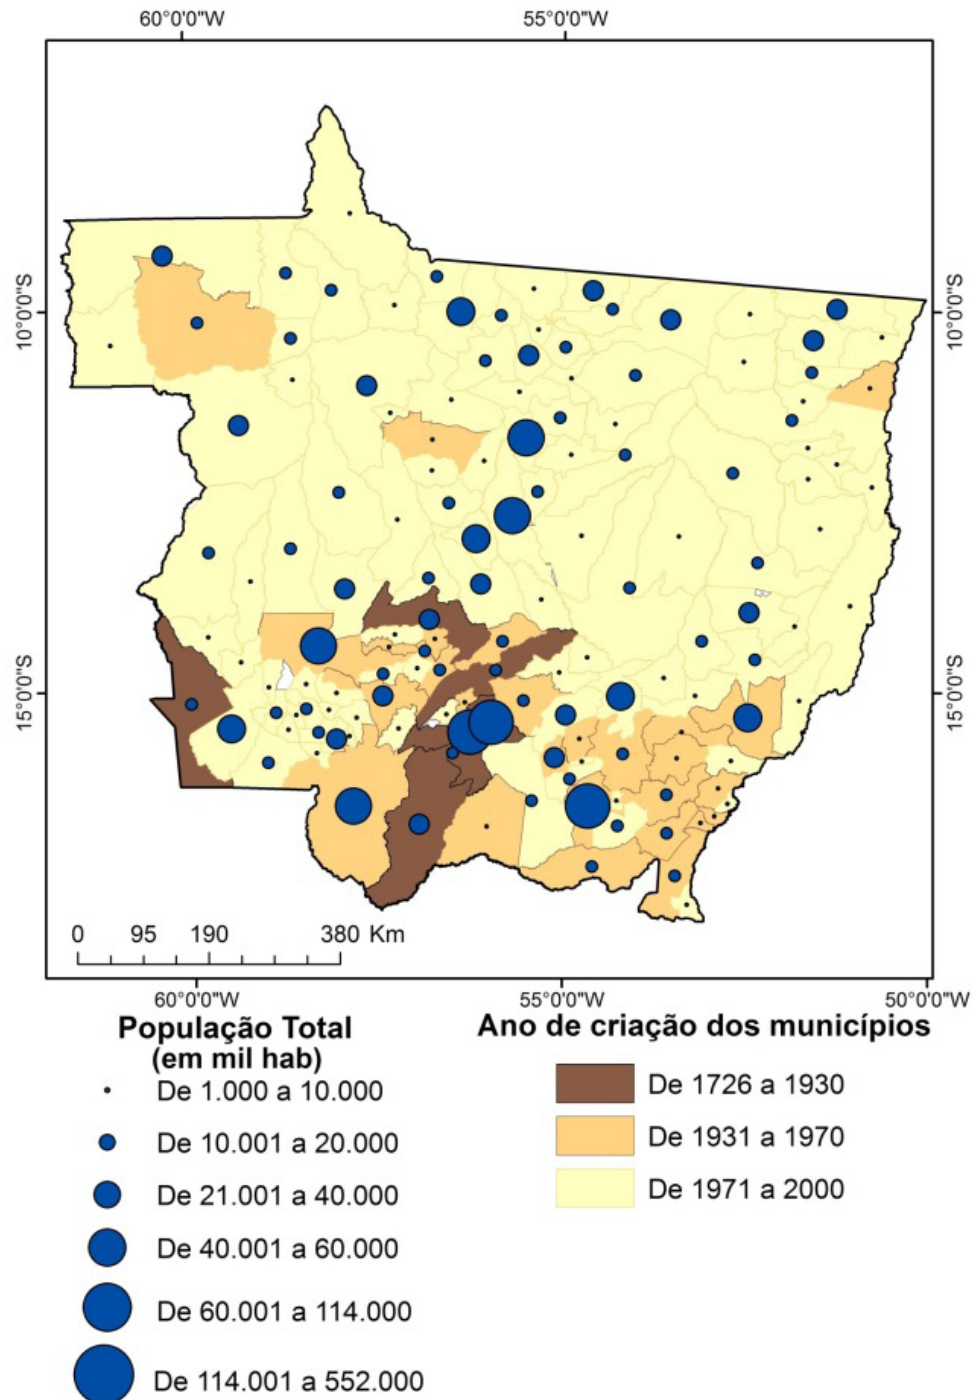 60°0'0"W 55°0'0"W
10°0'0"S 10°0'0"S
15°0'0"S 15°0'0"S
0 95 190 380 Km
60°0'0"W 55°0'0"W 50°0'0"W
População Total
(em mil hab)
De 1.000 a 10.000
De 10.001 a 20.000
De 21.001 a 40.000
De 40.001 a 60.000
De 60.001 a 114.000
De 114.001 a 552.000
Ano de criação dos municípios
De 1726 a 1930
De 1931 a 1970
De 1971 a 2000